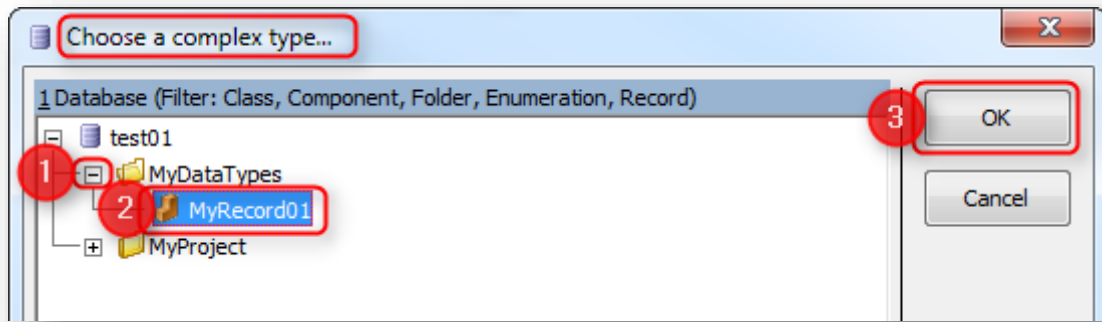 Choose a complex type...
1 Database (Filter: Class, Component, Folder, Enumeration, Record)
3 OK
test01
1 MyDataTypes
2 MyRecord01
Cancel
MyProject